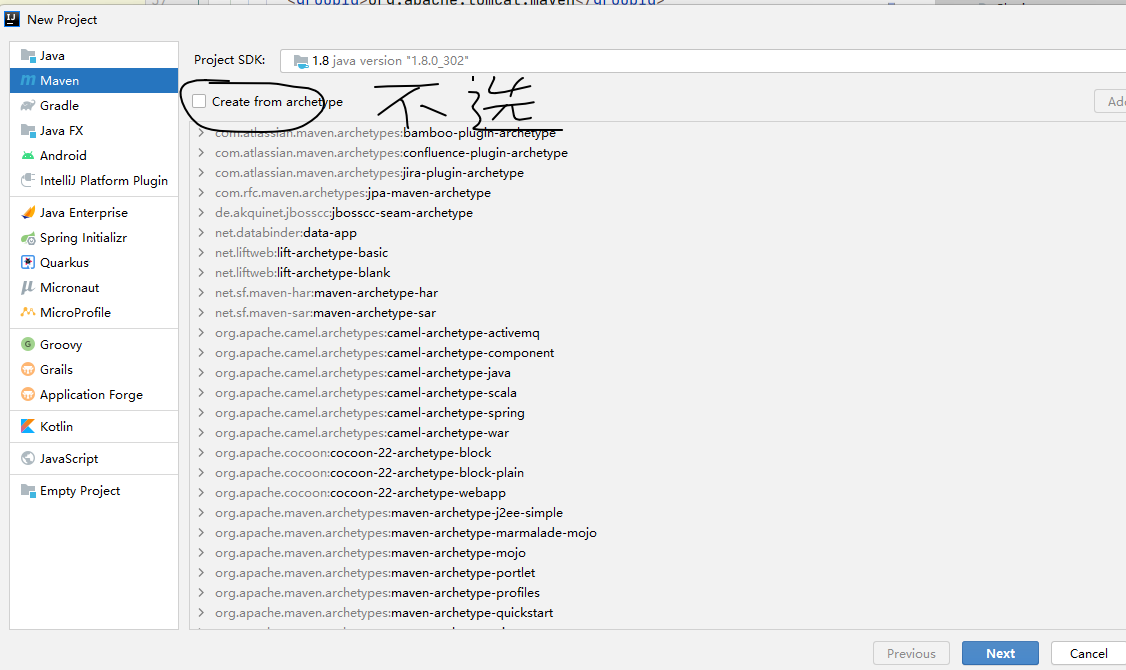 <groupId>org.apache.tomcat.maven</groupId>
New Project
Java
Maven
Gradle
Java FX
Android
IntelliJ Platform Plugin
Java Enterprise
Spring Initializr
Quarkus
Micronaut
MicroProfile
Groovy
Grails
Application Forge
Kotlin
JavaScript
Empty Project
Project SDK: 1.8 java version "1.8.0_302"
Create from archetype 不选
com.atlassian.maven.archetypes:bamboo-plugin-archetype
com.atlassian.maven.archetypes:confluence-plugin-archetype
com.atlassian.maven.archetypes:jira-plugin-archetype
com.rfc.maven.archetypes:jpa-maven-archetype
de.akquinet.jbosscc:jbosscc-seam-archetype
net.databinder:data-app
net.liftweb:lift-archetype-basic
net.liftweb:lift-archetype-blank
net.sf.maven-har:maven-archetype-har
net.sf.maven-sar:maven-archetype-sar
org.apache.camel.archetypes:camel-archetype-activemq
org.apache.camel.archetypes:camel-archetype-component
org.apache.camel.archetypes:camel-archetype-java
org.apache.camel.archetypes:camel-archetype-scala
org.apache.camel.archetypes:camel-archetype-spring
org.apache.camel.archetypes:camel-archetype-war
org.apache.cocoon:cocoon-22-archetype-block
org.apache.cocoon:cocoon-22-archetype-block-plain
org.apache.cocoon:cocoon-22-archetype-webapp
org.apache.maven.archetypes:maven-archetype-j2ee-simple
org.apache.maven.archetypes:maven-archetype-marmalade-mojo
org.apache.maven.archetypes:maven-archetype-mojo
org.apache.maven.archetypes:maven-archetype-portlet
org.apache.maven.archetypes:maven-archetype-profiles
org.apache.maven.archetypes:maven-archetype-quickstart
Previous Next Cancel